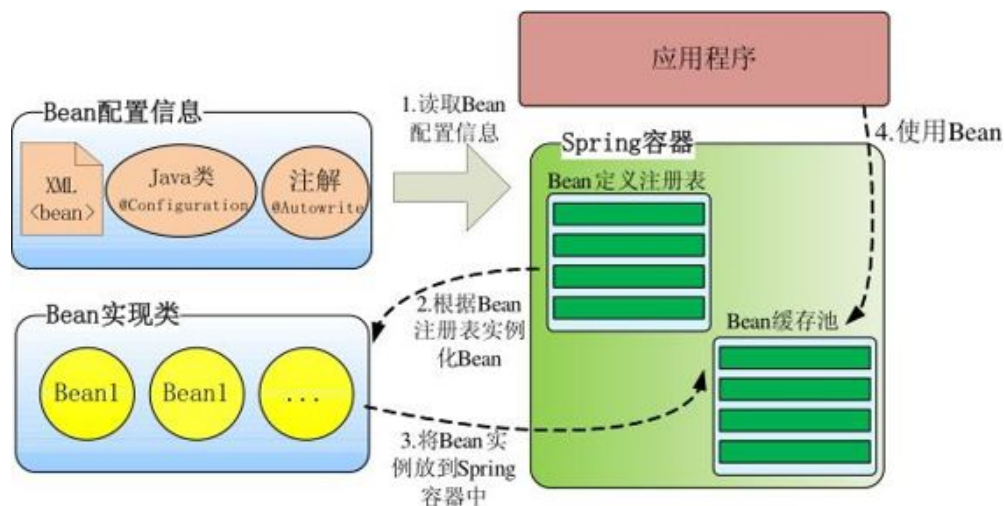 应用程序
Bean配置信息
XML
<bean>
Java类
@Configuration
注解
@Autowrite
1.读取Bean
配置信息
4.使用Bean
Spring容器
Bean定义注册表
2.根据Bean
注册表实例
化Bean
Bean实现类
Bean1
Bean1
...
Bean缓存池
3.将Bean实
例放到Spring
容器中